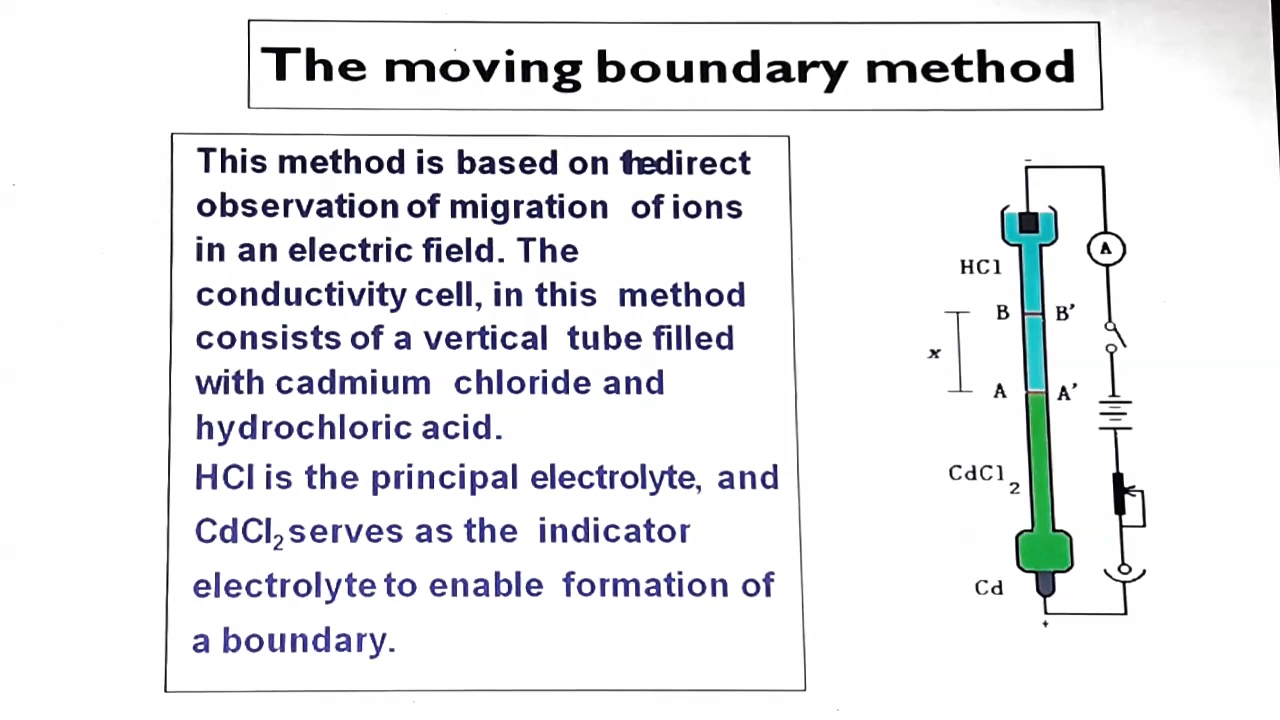 The moving boundary method
This method is based on the direct
observation of migration of ions
in an electric field. The
conductivity cell, in this method
consists of a vertical tube filled
with cadmium chloride and
hydrochloric acid.
HCl is the principal electrolyte, and
CdCl2 serves as the indicator
electrolyte to enable formation of
a boundary.
-
A
HCl
B B'
x
A A'
CdCl2
Cd
+